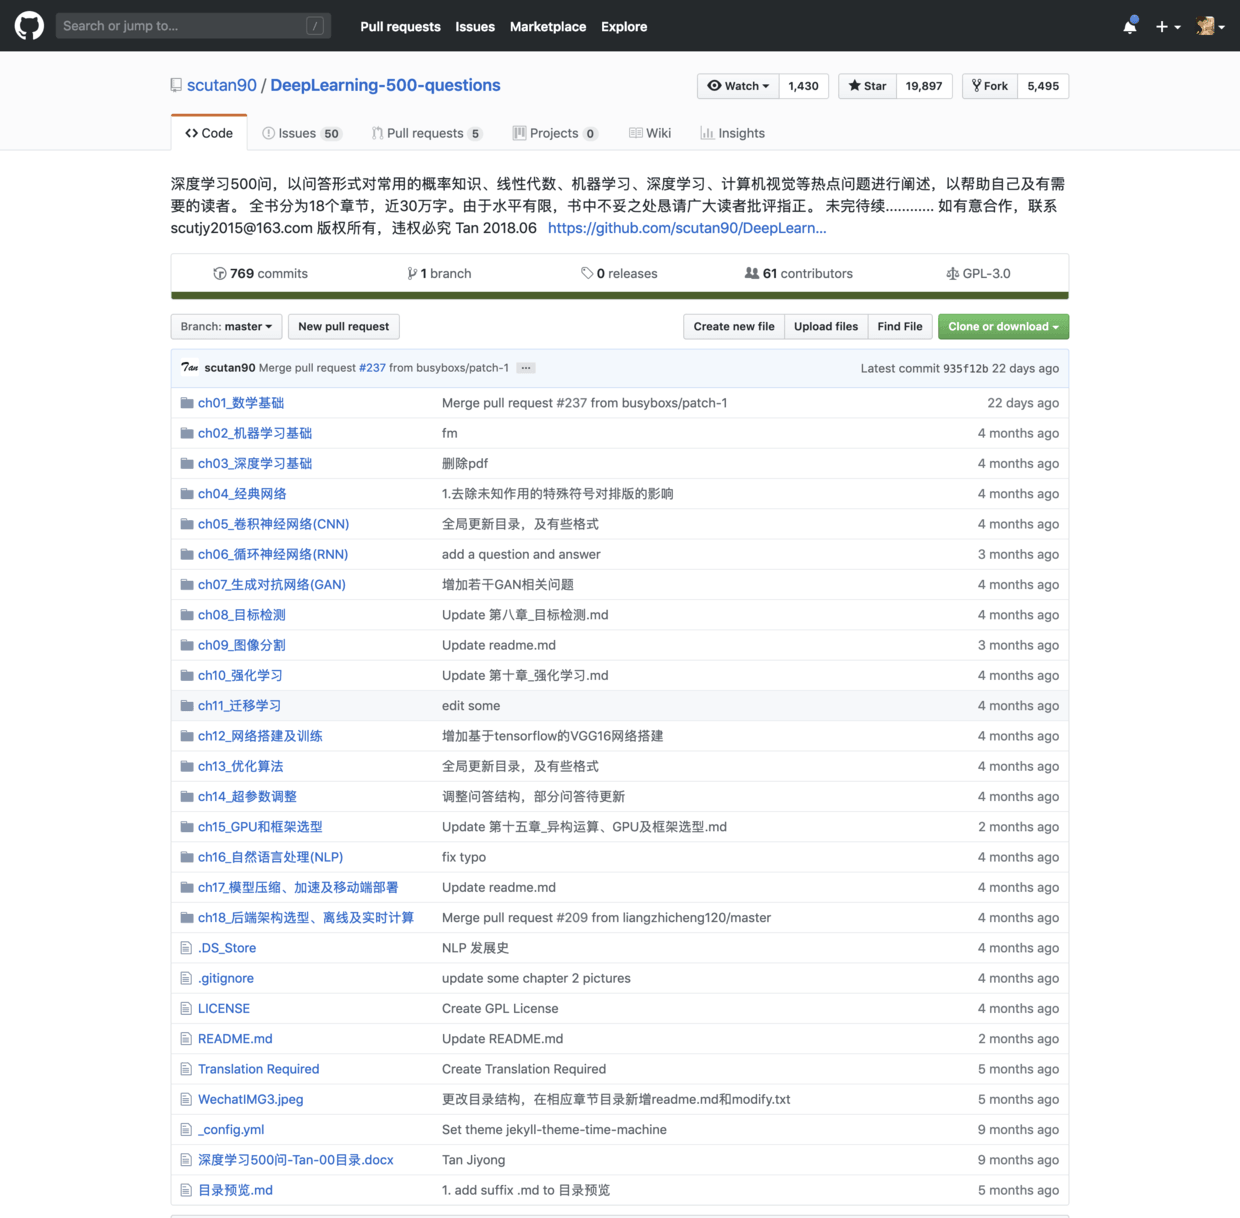 Search or jump to... /
Pull requests Issues Marketplace Explore
scutan90 / DeepLearning-500-questions
Watch 1,430 Star 19,897 Fork 5,495
Code Issues 50 Pull requests 5 Projects 0 Wiki Insights
深度学习500问，以问答形式对常用的概率知识、线性代数、机器学习、深度学习、计算机视觉等热点问题进行阐述，以帮助自己及有需
要的读者。 全书分为18个章节，近30万字。由于水平有限，书中不妥之处恳请广大读者批评指正。 未完待续............ 如有意合作，联系
scutjy2015@163.com 版权所有，违权必究 Tan 2018.06 https://github.com/scutan90/DeepLearn...
769 commits 1 branch 0 releases 61 contributors GPL-3.0
Branch: master New pull request Create new file Upload files Find File Clone or download
Tan scutan90 Merge pull request #237 from busyboxs/patch-1 ... Latest commit 935f12b 22 days ago
ch01_数学基础 Merge pull request #237 from busyboxs/patch-1 22 days ago
ch02_机器学习基础 fm 4 months ago
ch03_深度学习基础 删除pdf 4 months ago
ch04_经典网络 1.去除未知作用的特殊符号对排版的影响 4 months ago
ch05_卷积神经网络(CNN) 全局更新目录，及有些格式 4 months ago
ch06_循环神经网络(RNN) add a question and answer 3 months ago
ch07_生成对抗网络(GAN) 增加若干GAN相关问题 4 months ago
ch08_目标检测 Update 第八章_目标检测.md 4 months ago
ch09_图像分割 Update readme.md 3 months ago
ch10_强化学习 Update 第十章_强化学习.md 4 months ago
ch11_迁移学习 edit some 4 months ago
ch12_网络搭建及训练 增加基于tensorflow的VGG16网络搭建 4 months ago
ch13_优化算法 全局更新目录，及有些格式 4 months ago
ch14_超参数调整 调整问答结构，部分问答待更新 4 months ago
ch15_GPU和框架选型 Update 第十五章_异构运算、GPU及框架选型.md 2 months ago
ch16_自然语言处理(NLP) fix typo 4 months ago
ch17_模型压缩、加速及移动端部署 Update readme.md 4 months ago
ch18_后端架构选型、离线及实时计算 Merge pull request #209 from liangzhicheng120/master 4 months ago
.DS_Store NLP 发展史 4 months ago
.gitignore update some chapter 2 pictures 4 months ago
LICENSE Create GPL License 4 months ago
README.md Update README.md 2 months ago
Translation Required Create Translation Required 5 months ago
WechatIMG3.jpeg 更改目录结构，在相应章节目录新增readme.md和modify.txt 5 months ago
_config.yml Set theme jekyll-theme-time-machine 9 months ago
深度学习500问-Tan-00目录.docx Tan Jiyong 9 months ago
目录预览.md 1. add suffix .md to 目录预览 5 months ago